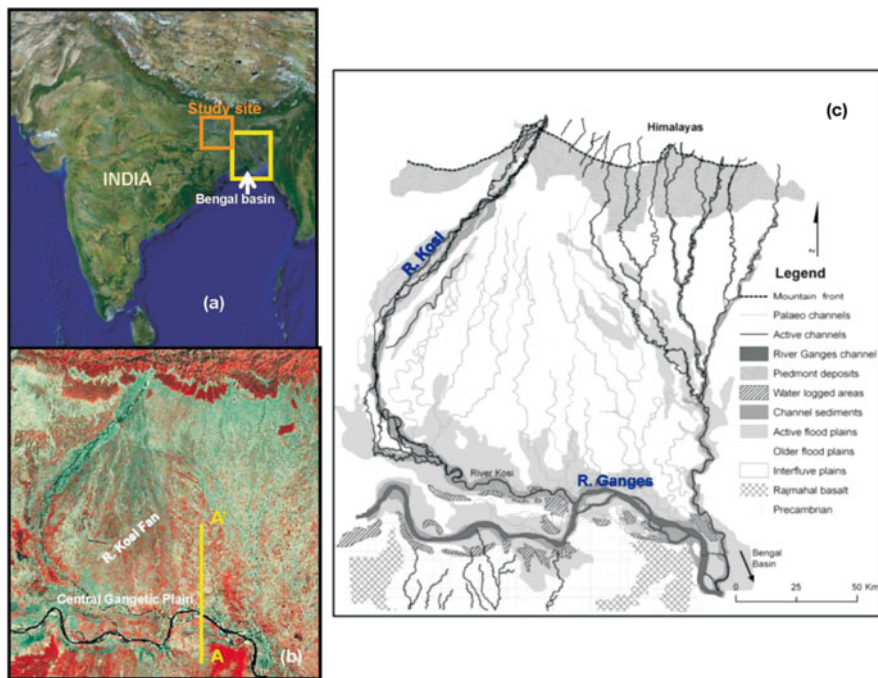 Study site
INDIA
Bengal basin
(a)
R. Kosi Fan
A'
Central Gangetic Plain
A
(b)
(c)
Himalayas
R. Kosi
N
Legend
Mountain front
Palaeo channels
Active channels
River Ganges channel
Piedmont deposits
Water logged areas
Channel sediments
Active flood plains
Older flood plains
Interfluve plains
Rajmahal basalt
Precambrian
River Kosi
R. Ganges
Bengal
Basin
0 25 50 Km